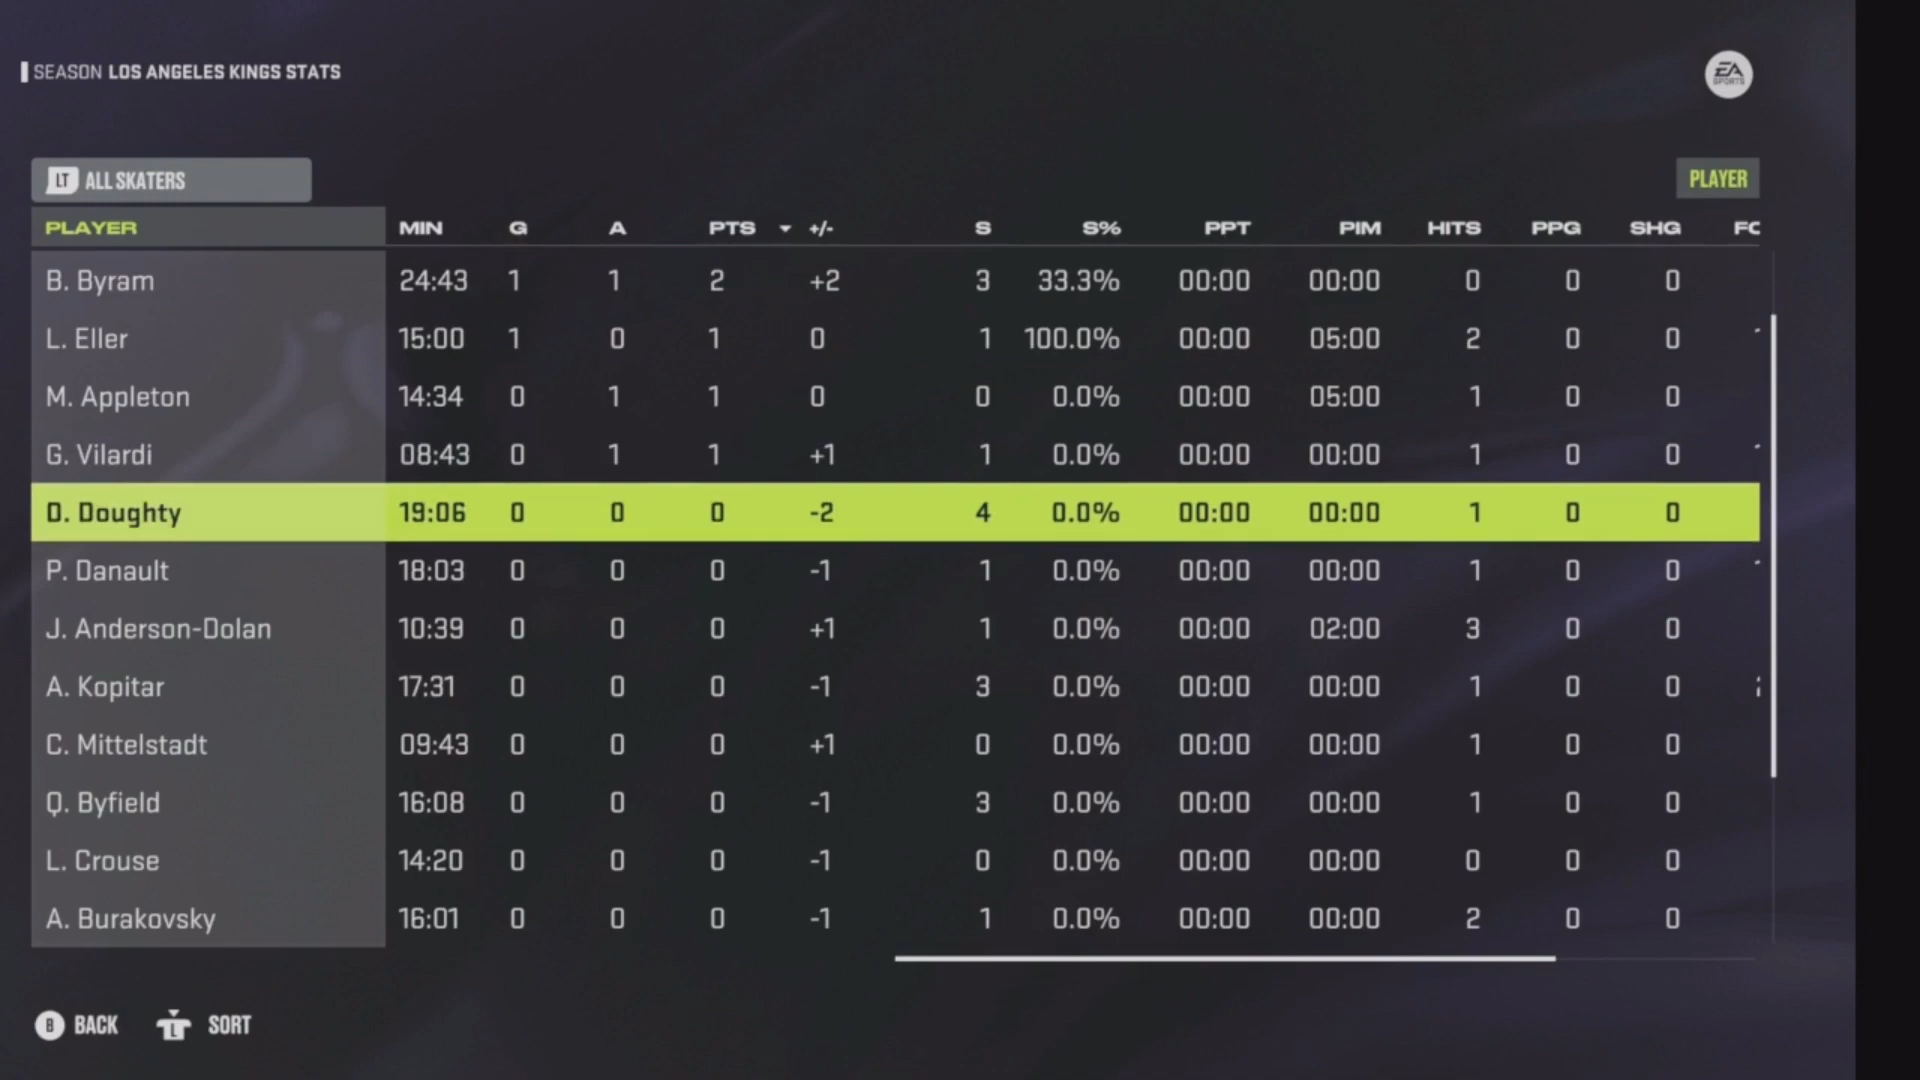 SEASON LOS ANGELES KINGS STATS
EA SPORTS
LT ALL SKATERS
PLAYER
PLAYER MIN G A PTS +/- S S% PPT PIM HITS PPG SHG
B. Byram 24:43 1 1 2 +2 3 33.3% 00:00 00:00 0 0 0
L. Eller 15:00 1 0 1 0 1 100.0% 00:00 05:00 2 0 0
M. Appleton 14:34 0 1 1 0 0 0.0% 00:00 05:00 1 0 0
G. Vilardi 08:43 0 1 1 +1 1 0.0% 00:00 00:00 1 0 0
D. Doughty 19:06 0 0 0 -2 4 0.0% 00:00 00:00 1 0 0
P. Danault 18:03 0 0 0 -1 1 0.0% 00:00 00:00 1 0 0
J. Anderson-Dolan 10:39 0 0 0 +1 1 0.0% 00:00 02:00 3 0 0
A. Kopitar 17:31 0 0 0 -1 3 0.0% 00:00 00:00 1 0 0
C. Mittelstadt 09:43 0 0 0 +1 0 0.0% 00:00 00:00 1 0 0
Q. Byfield 16:08 0 0 0 -1 3 0.0% 00:00 00:00 1 0 0
L. Crouse 14:20 0 0 0 -1 0 0.0% 00:00 00:00 0 0 0
A. Burakovsky 16:01 0 0 0 -1 1 0.0% 00:00 00:00 2 0 0
B BACK L SORT